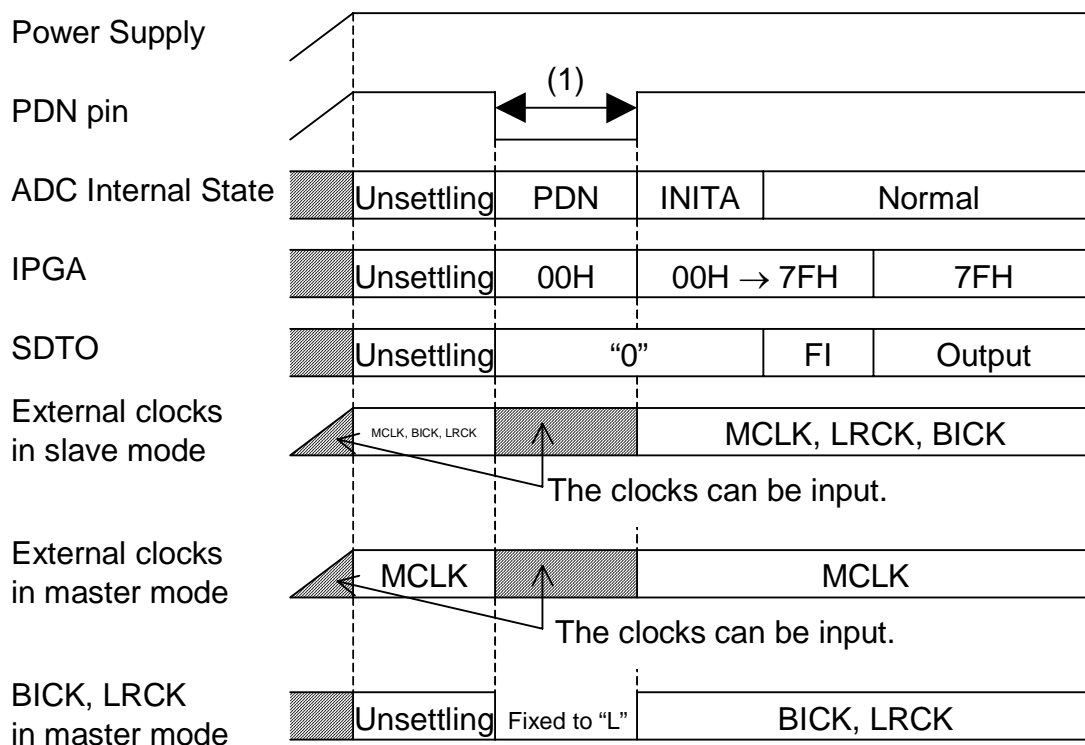 Power Supply
(1)
PDN pin
ADC Internal State Unsettling PDN INITA Normal
IPGA Unsettling 00H 00H → 7FH 7FH
SDTO Unsettling “0” FI Output
External clocks
in slave mode
MCLK, BICK, LRCK MCLK, LRCK, BICK
The clocks can be input.
External clocks
in master mode
MCLK MCLK
The clocks can be input.
BICK, LRCK
in master mode
Unsettling Fixed to “L” BICK, LRCK